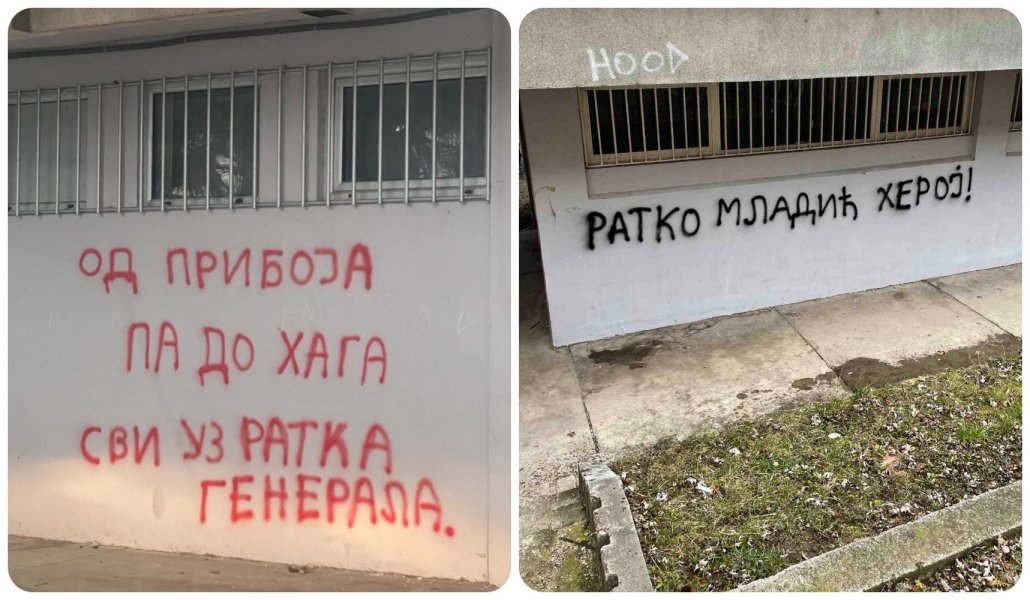 ОД ПРИБОЈА
ПА ДО ХАГА
СВИ УЗ РАТКА
ГЕНЕРАЛА.
HOOD
РАТКО МЛАДИЋ ХЕРОЈ!